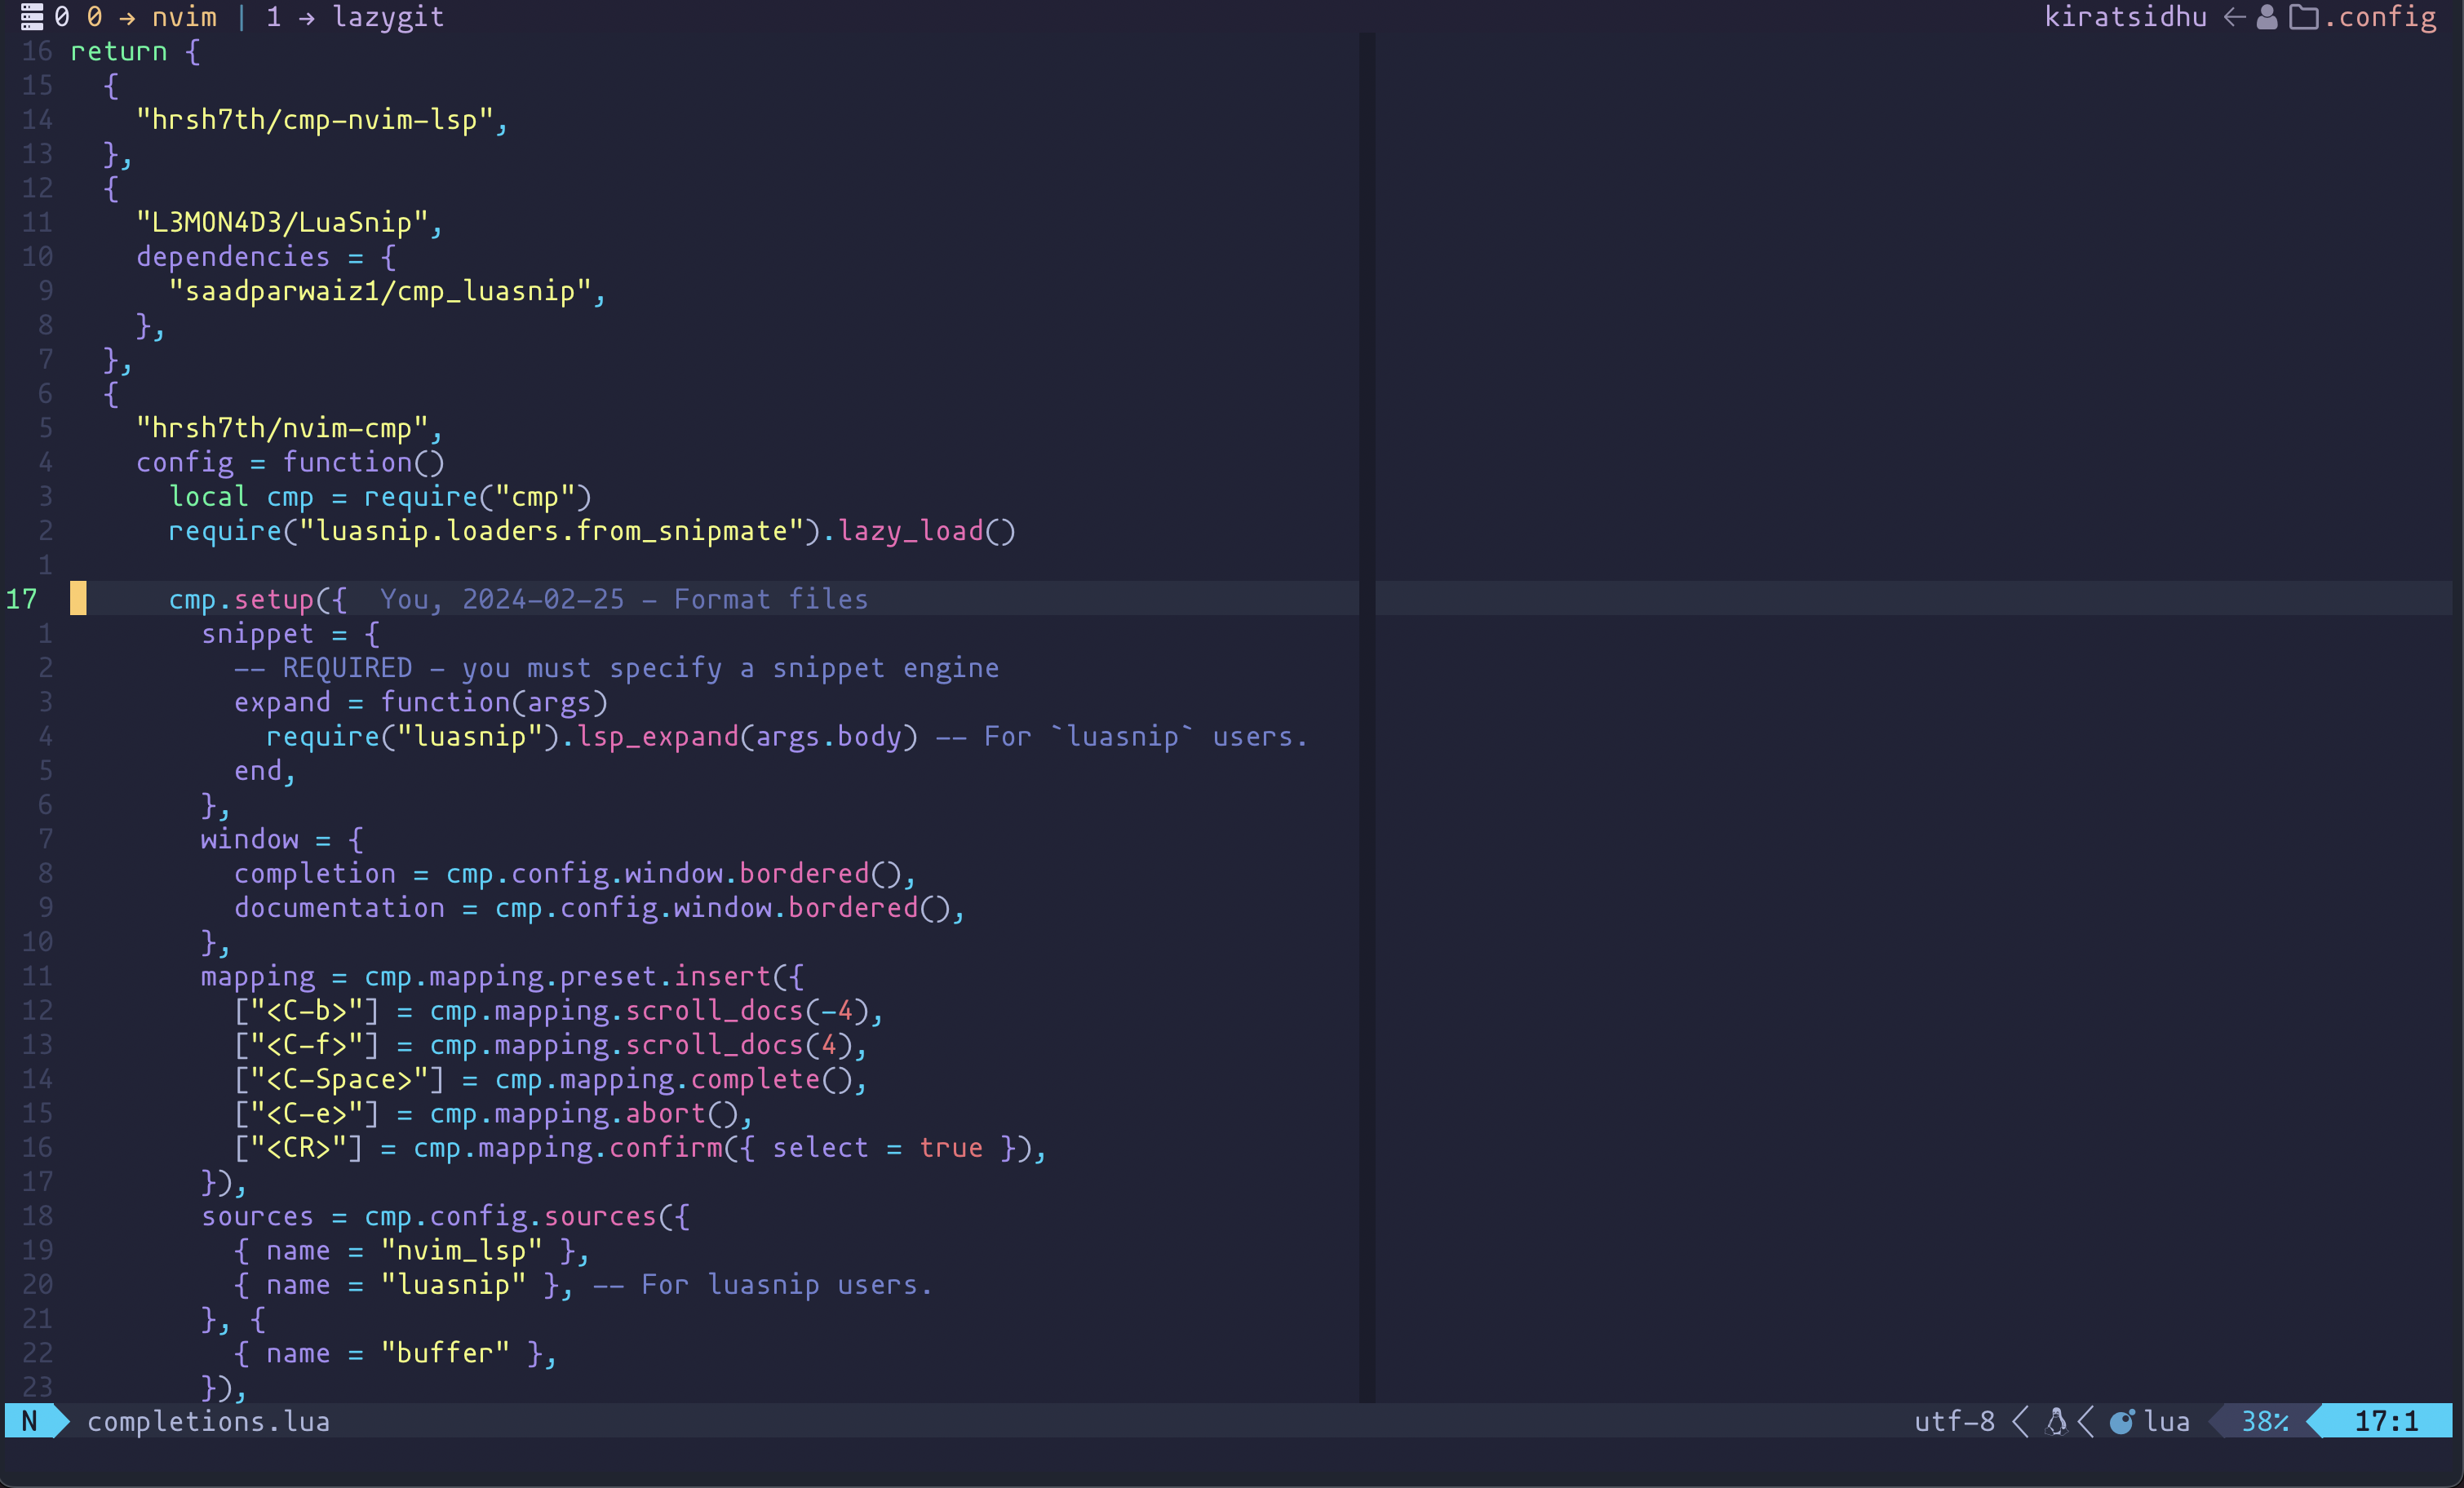 0 0 → nvim | 1 → lazygit kiratsidhu ← .config
16 return {
15   {
14     "hrsh7th/cmp-nvim-lsp",
13   },
12   {
11     "L3MON4D3/LuaSnip",
10     dependencies = {
9       "saadparwaiz1/cmp_luasnip",
8     },
7   },
6   {
5     "hrsh7th/nvim-cmp",
4     config = function()
3       local cmp = require("cmp")
2       require("luasnip.loaders.from_snipmate").lazy_load()
1
17       cmp.setup({  You, 2024-02-25 - Format files
1         snippet = {
2           -- REQUIRED - you must specify a snippet engine
3           expand = function(args)
4             require("luasnip").lsp_expand(args.body) -- For `luasnip` users.
5           end,
6         },
7         window = {
8           completion = cmp.config.window.bordered(),
9           documentation = cmp.config.window.bordered(),
10         },
11         mapping = cmp.mapping.preset.insert({
12           ["<C-b>"] = cmp.mapping.scroll_docs(-4),
13           ["<C-f>"] = cmp.mapping.scroll_docs(4),
14           ["<C-Space>"] = cmp.mapping.complete(),
15           ["<C-e>"] = cmp.mapping.abort(),
16           ["<CR>"] = cmp.mapping.confirm({ select = true }),
17         }),
18         sources = cmp.config.sources({
19           { name = "nvim_lsp" },
20           { name = "luasnip" }, -- For luasnip users.
21         }, {
22           { name = "buffer" },
23         }),
N completions.lua utf-8 < < lua 38% 17:1